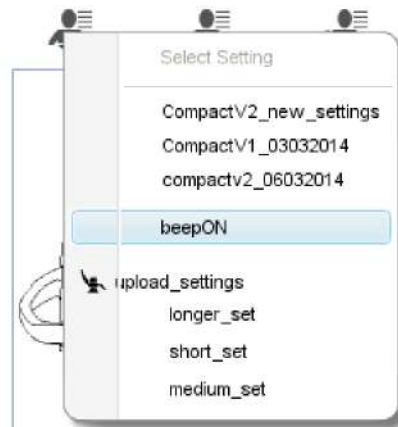 Select Setting
CompactV2_new_settings
CompactV1_03032014
compactv2_06032014
beepON
upload_settings
longer_set
short_set
medium_set